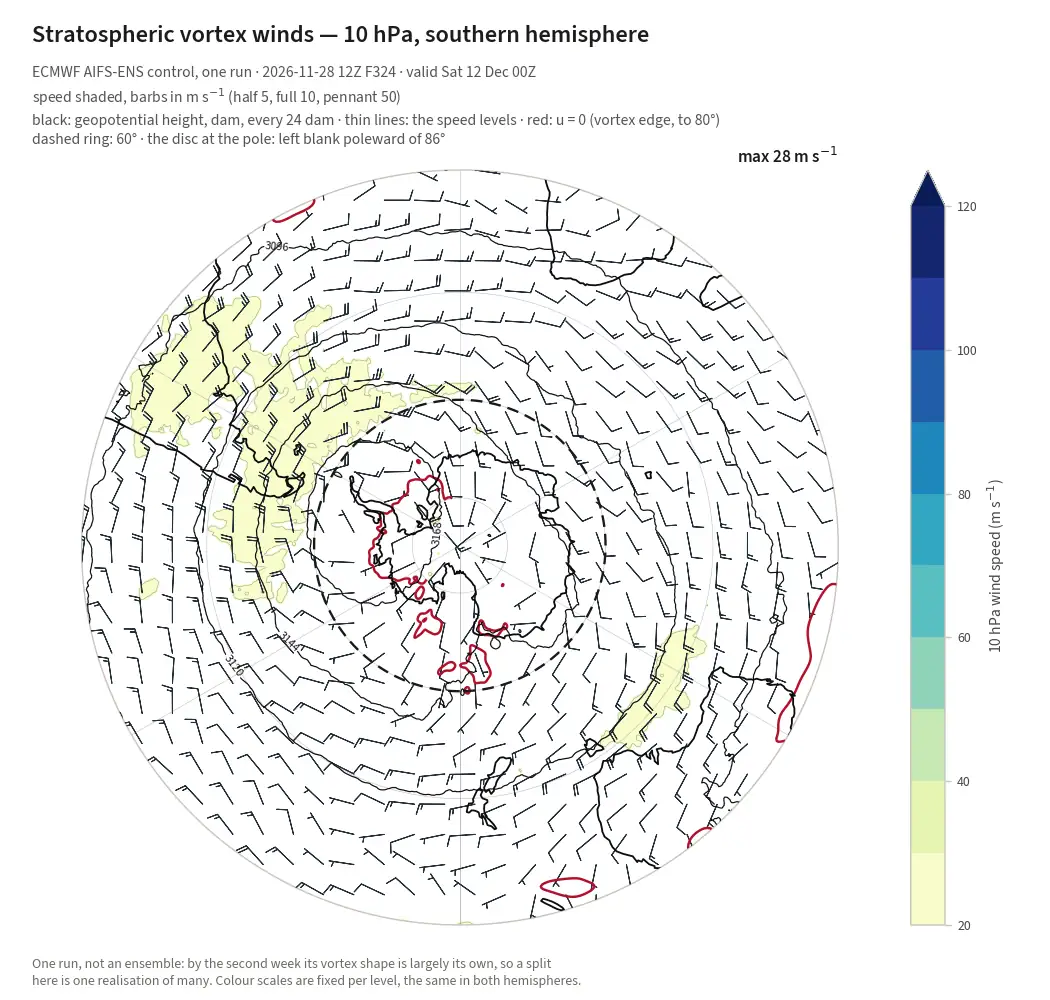 Stratospheric vortex winds — 10 hPa, southern hemisphere
ECMWF AIFS-ENS control, one run · 2026-11-28 12Z F324 · valid Sat 12 Dec 00Z
speed shaded, barbs in m s⁻¹ (half 5, full 10, pennant 50)
black: geopotential height, dam, every 24 dam · thin lines: the speed levels · red: u = 0 (vortex edge, to 80°)
dashed ring: 60° · the disc at the pole: left blank poleward of 86°
max 28 m s⁻¹
3096
3168
3144
3120
120
100
80
60
40
20
10 hPa wind speed (m s⁻¹)
One run, not an ensemble: by the second week its vortex shape is largely its own, so a split
here is one realisation of many. Colour scales are fixed per level, the same in both hemispheres.